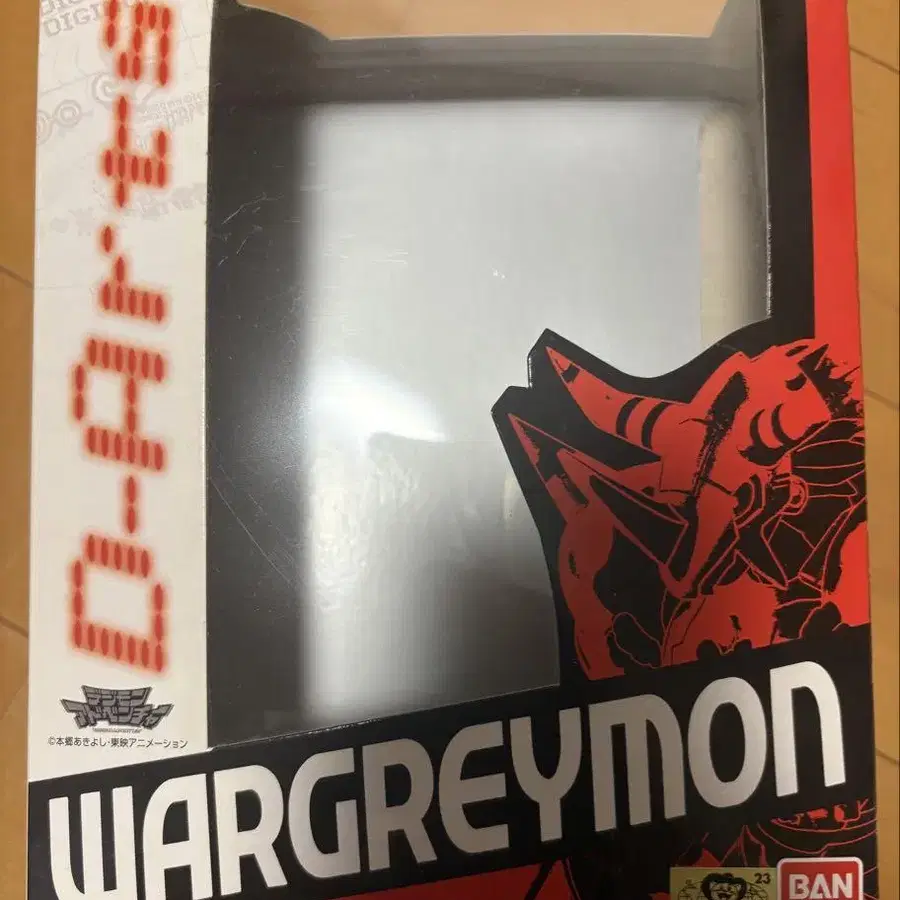 D-Arts
デジモン
アドベンチャー
©本郷あきよし・東映アニメーション
WARGREYMON
23
BAN